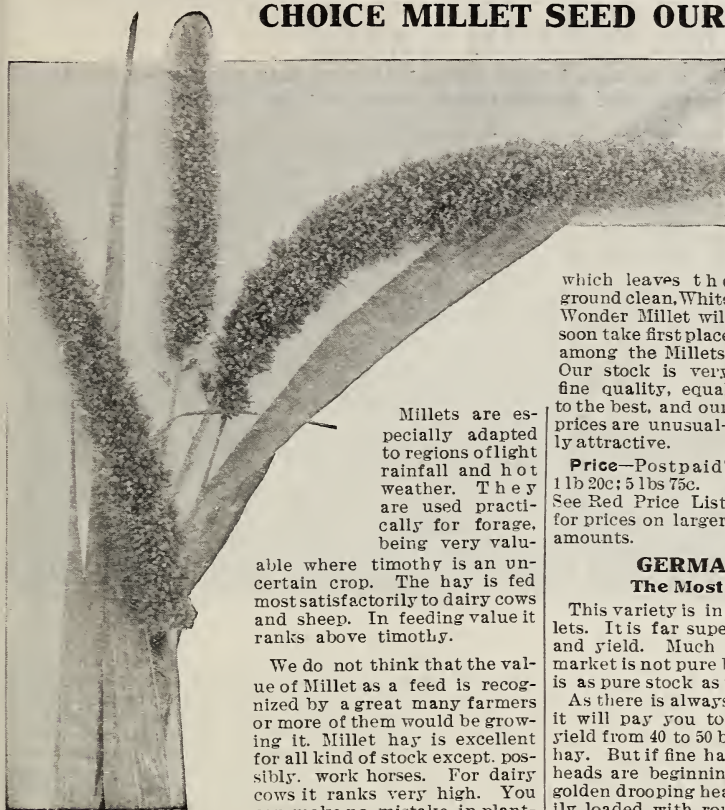 CHOICE MILLET SEED OUR
Millets are es-
pecially adapted
to regions of light
rainfall and hot
weather. They
are used practi-
cally for forage,
being very valu-
able where timothy is an un-
certain crop. The hay is fed
most satisfactorily to dairy cows
and sheep. In feeding value it
ranks above timothy.
We do not think that the val-
ue of Millet as a feed is recog-
nized by a great many farmers
or more of them would be grow-
ing it. Millet hay is excellent
for all kind of stock except. pos-
sibly. work horses. For dairy
cows it ranks very high. You
make no mistake in plant-
which leaves the
ground clean, White
Wonder Millet will
soon take first place
among the Millets
Our stock is very
fine quality, equal
to the best, and our
prices are unusual-
ly attractive.
Price—Postpaid
1 lb 20c; 5 lbs 75c.
See Red Price List
for prices on larger
amounts.
GERMA
The Most
This variety is in
lets. It is far supe
and yield. Much
market is not pure
is as pure stock as
As there is always
it will pay you to
yield from 40 to 50 b
hay. But if fine ha
heads are beginnin
golden drooping hea
ily loaded with